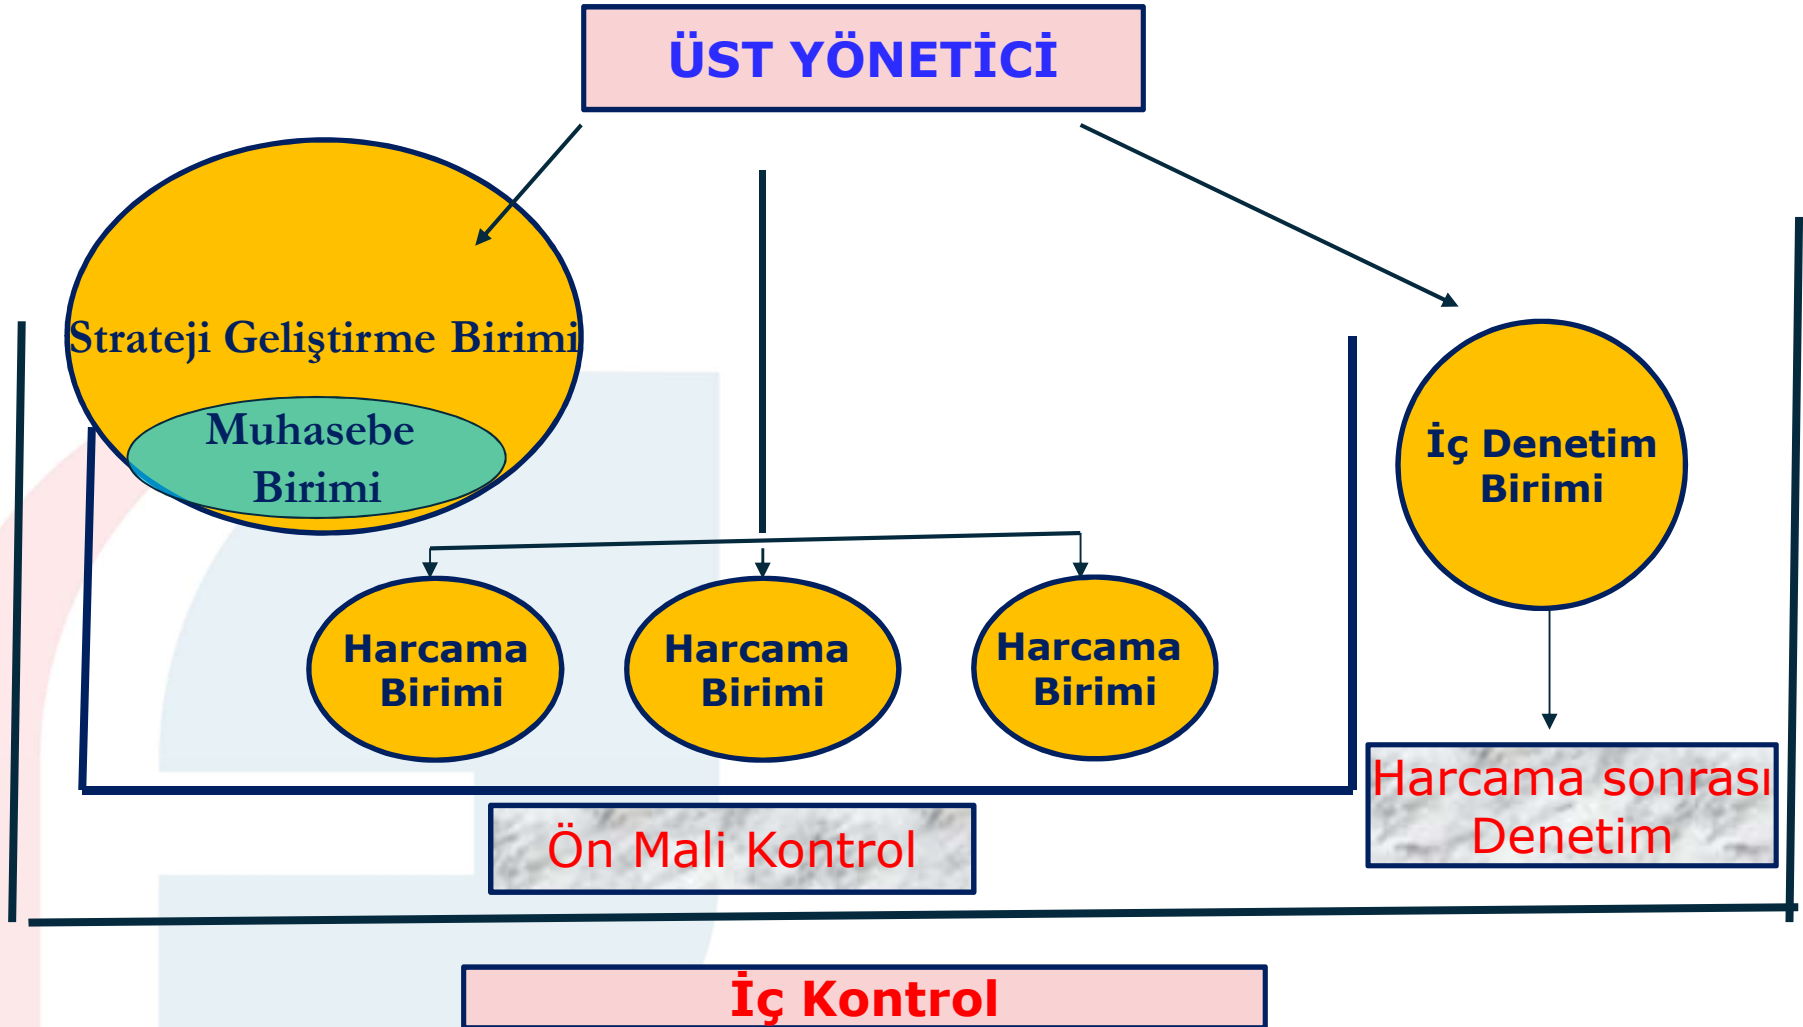 ÜST YÖNETİCİ
Strateji Geliştirme Birimi
Muhasebe
Birimi
İç Denetim
Birimi
Harcama
Birimi
Harcama
Birimi
Harcama
Birimi
Harcama sonrası
Denetim
Ön Mali Kontrol
İç Kontrol